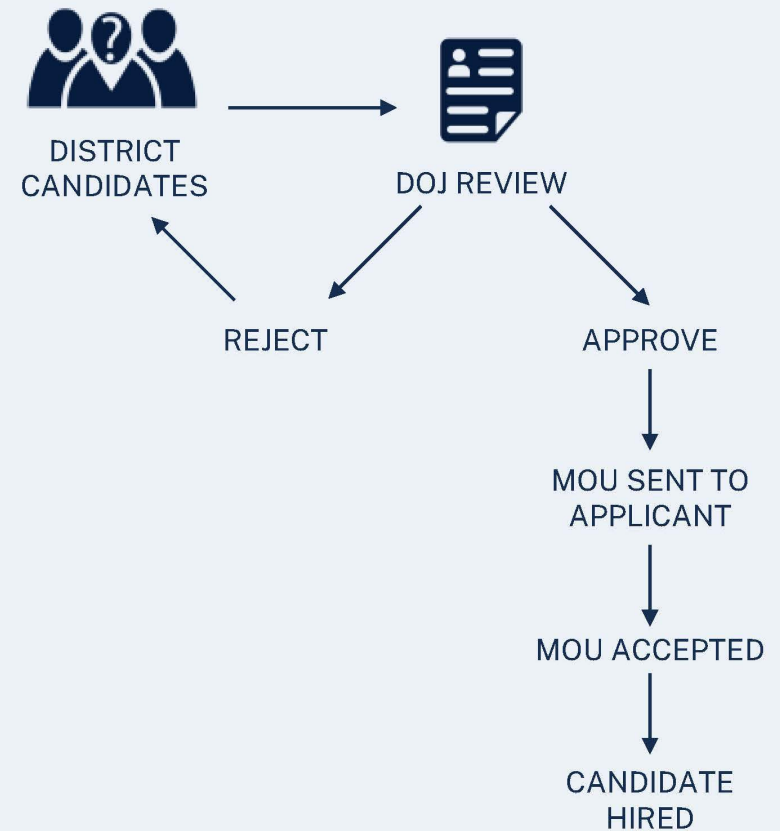 ?
DISTRICT
CANDIDATES
DOJ REVIEW
REJECT
APPROVE
MOU SENT TO
APPLICANT
MOU ACCEPTED
CANDIDATE
HIRED